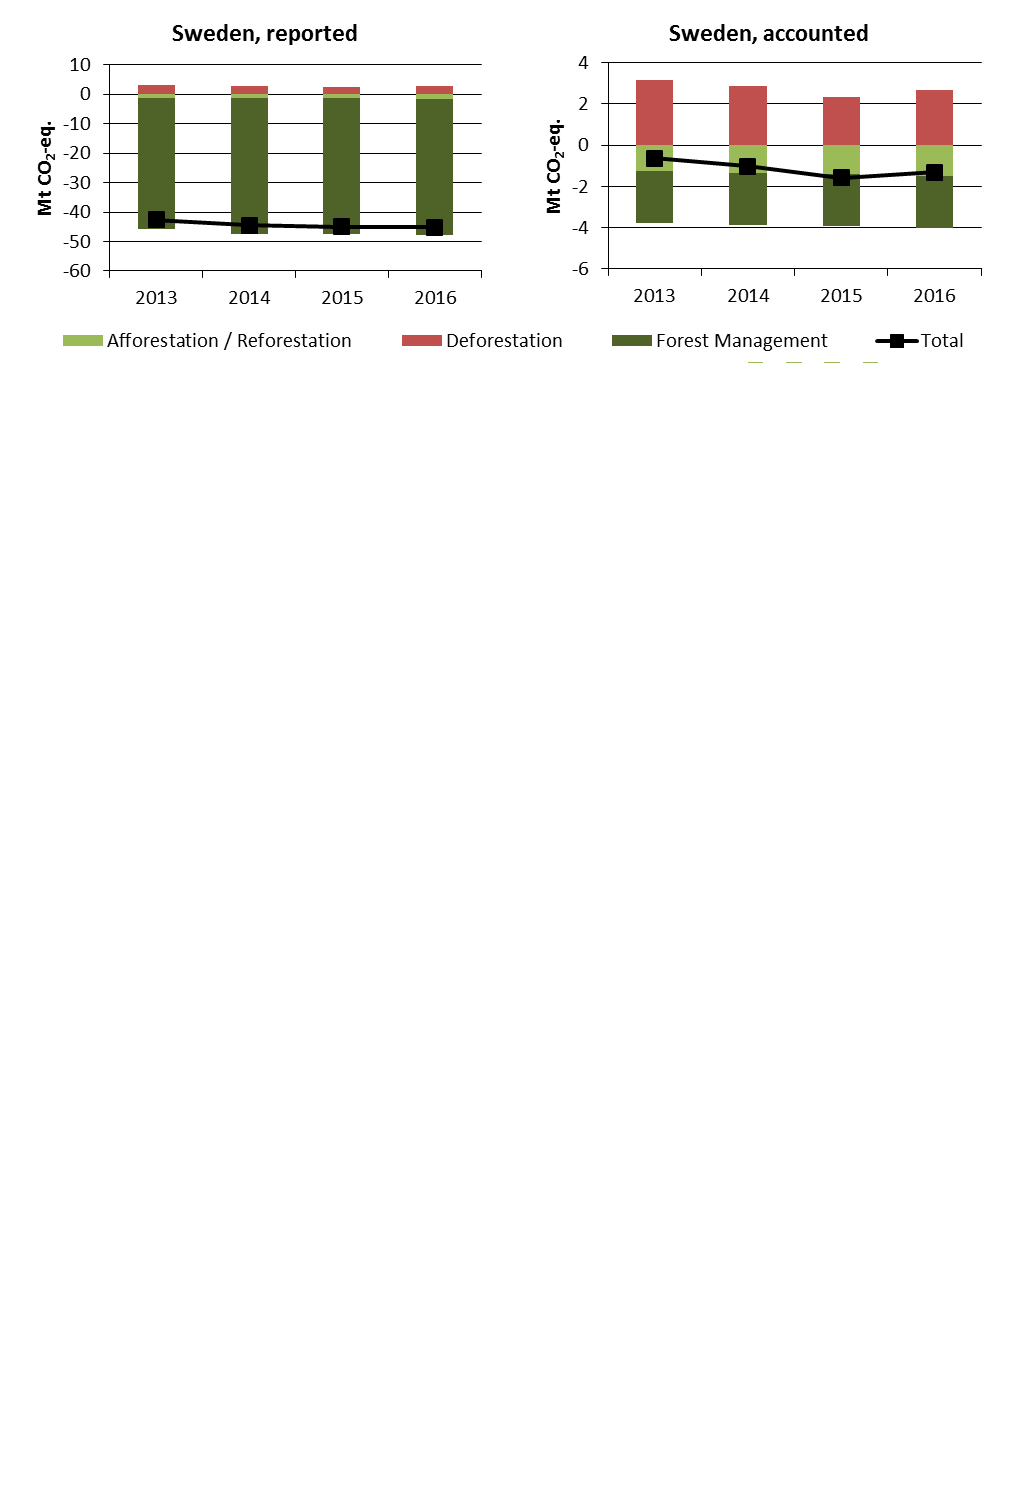 Sweden, reported
10
0
-10
-20
-30
-40
-50
-60
Mt CO₂-eq.
2013 2014 2015 2016
Sweden, accounted
4
2
0
-2
-4
-6
Mt CO₂-eq.
2013 2014 2015 2016
Afforestation / Reforestation Deforestation Forest Management Total